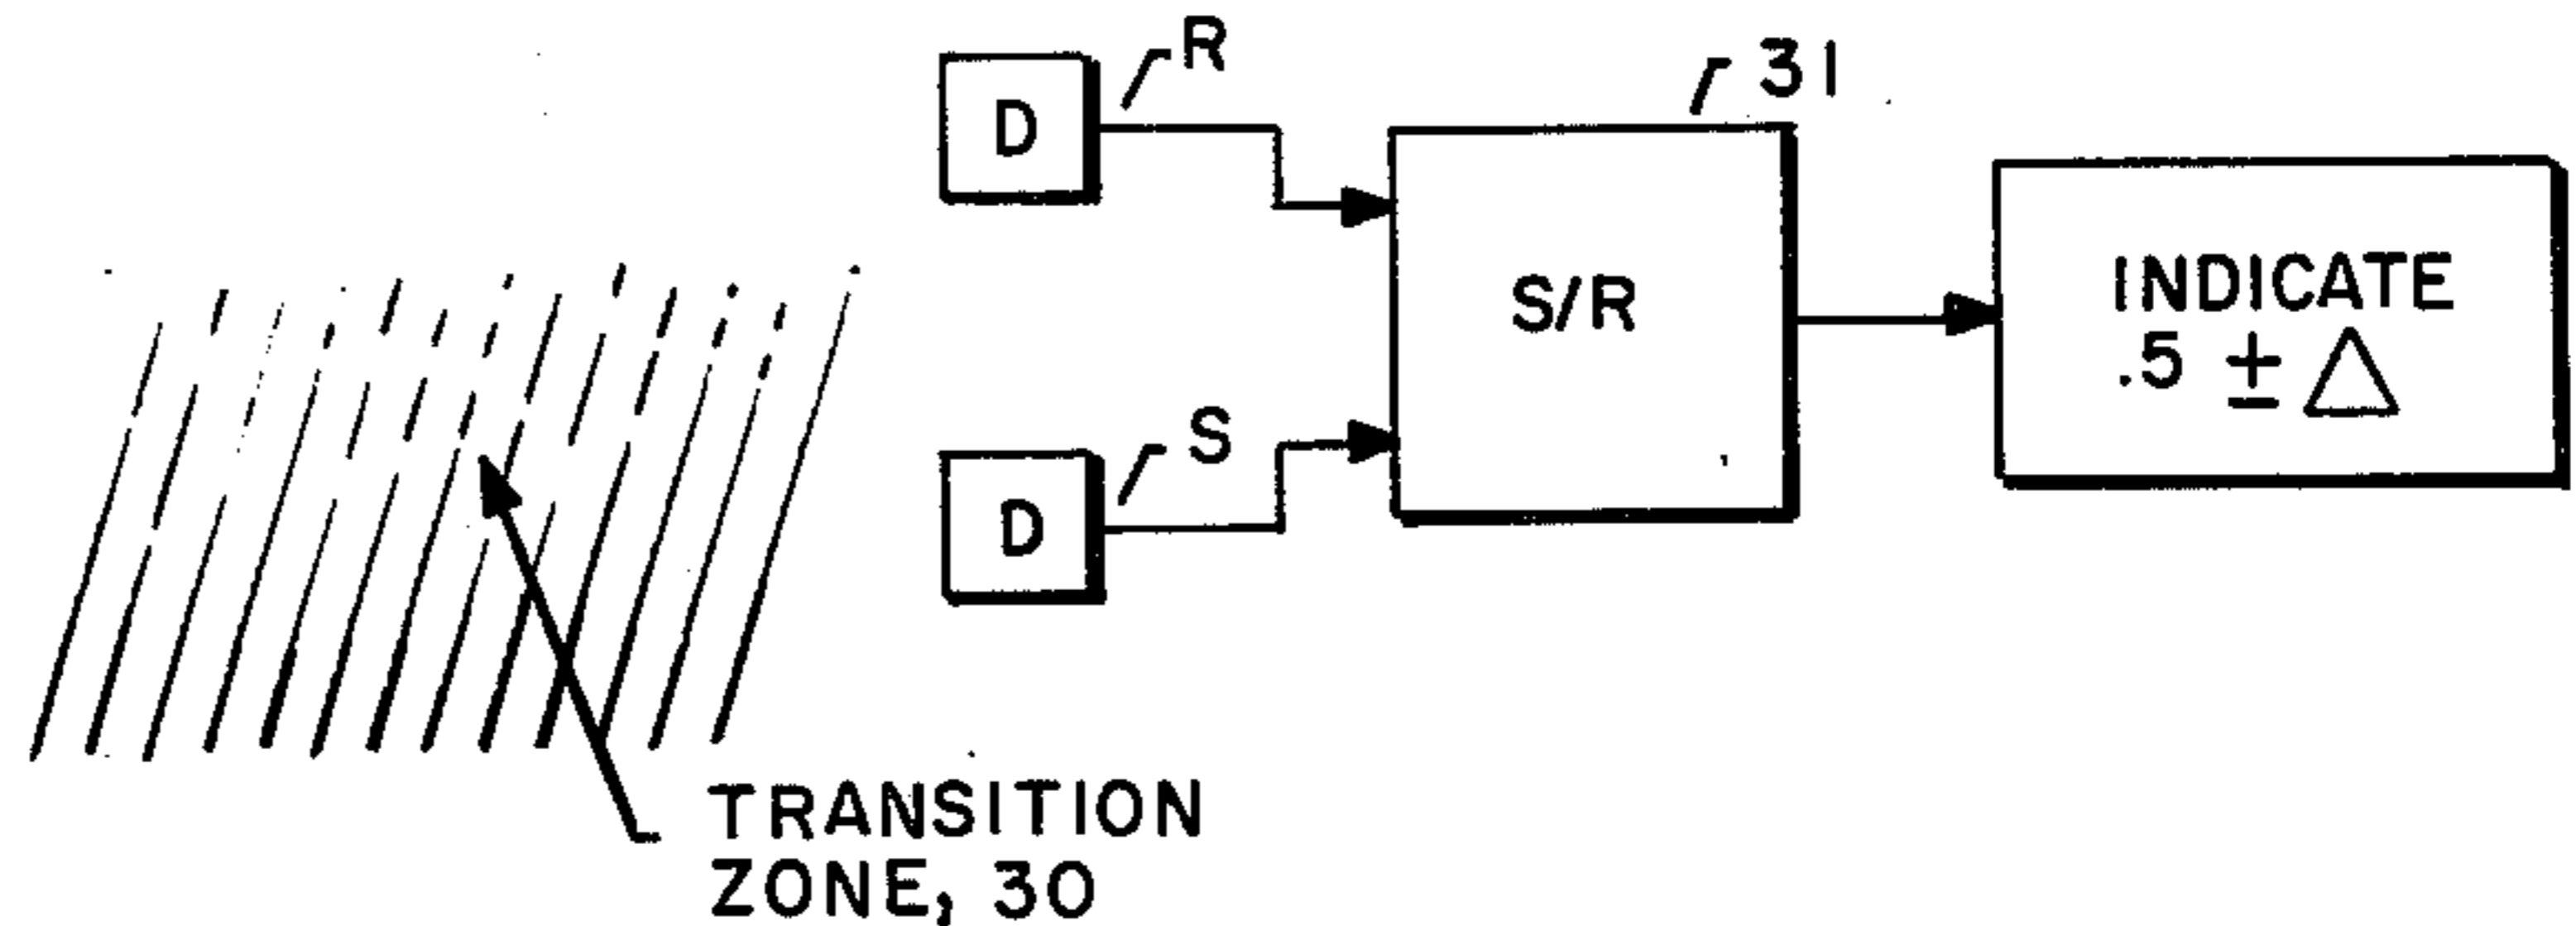 D
R
31
S/R
INDICATE
.5 ± △
D
S
TRANSITION
ZONE, 30